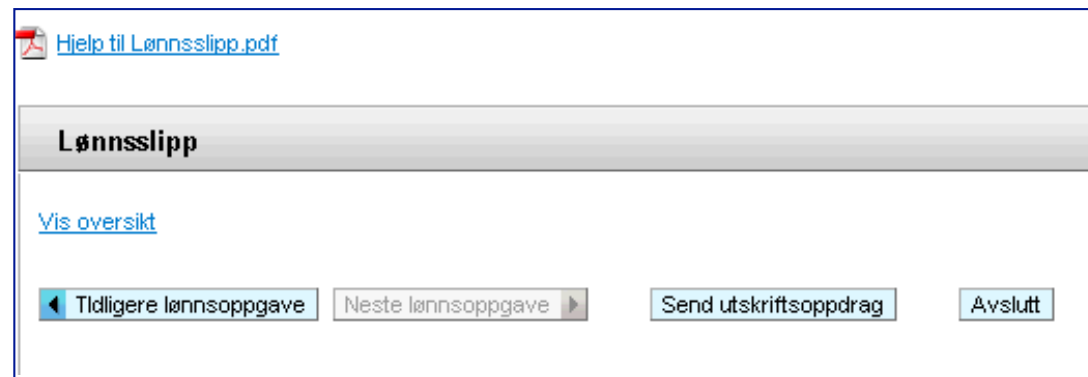 Hjelp til Lønnsslipp.pdf
Lønnsslipp
Vis oversikt
TIdligere lønnsoppgave Neste lønnsoppgave Send utskriftsoppdrag Avslutt